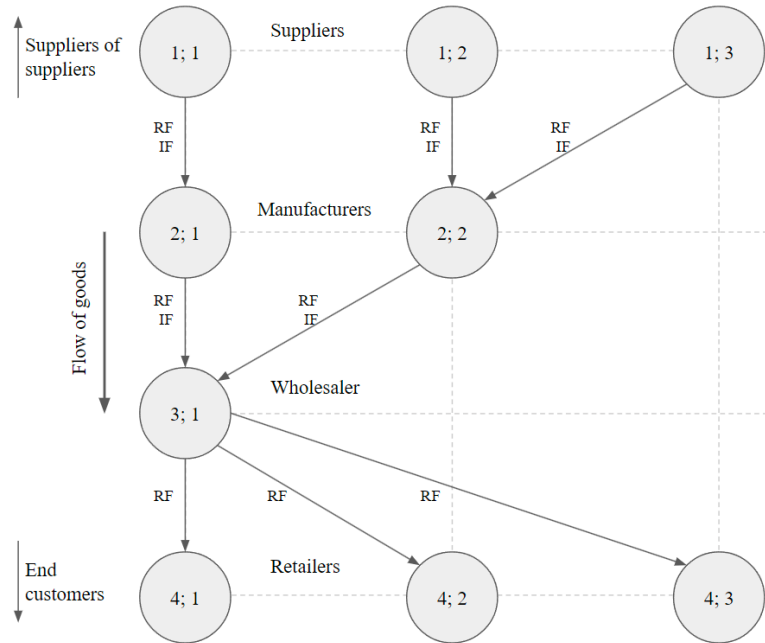 Suppliers of
suppliers
Suppliers
1; 1
1; 2
1; 3
RF
IF
RF
IF
RF
IF
Manufacturers
2; 1
2; 2
Flow of goods
RF
IF
RF
IF
Wholesaler
3; 1
RF
RF
RF
End
customers
Retailers
4; 1
4; 2
4; 3